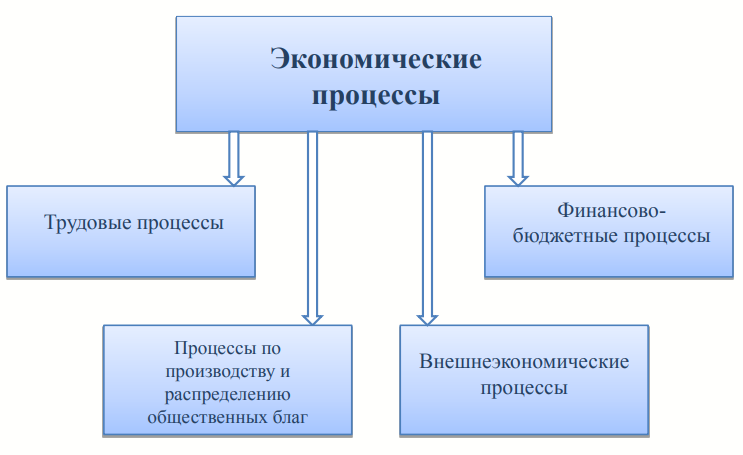 Экономические
процессы
Трудовые процессы
Финансово-
бюджетные процессы
Процессы по
производству и
распределению
общественных благ
Внешнеэкономические
процессы